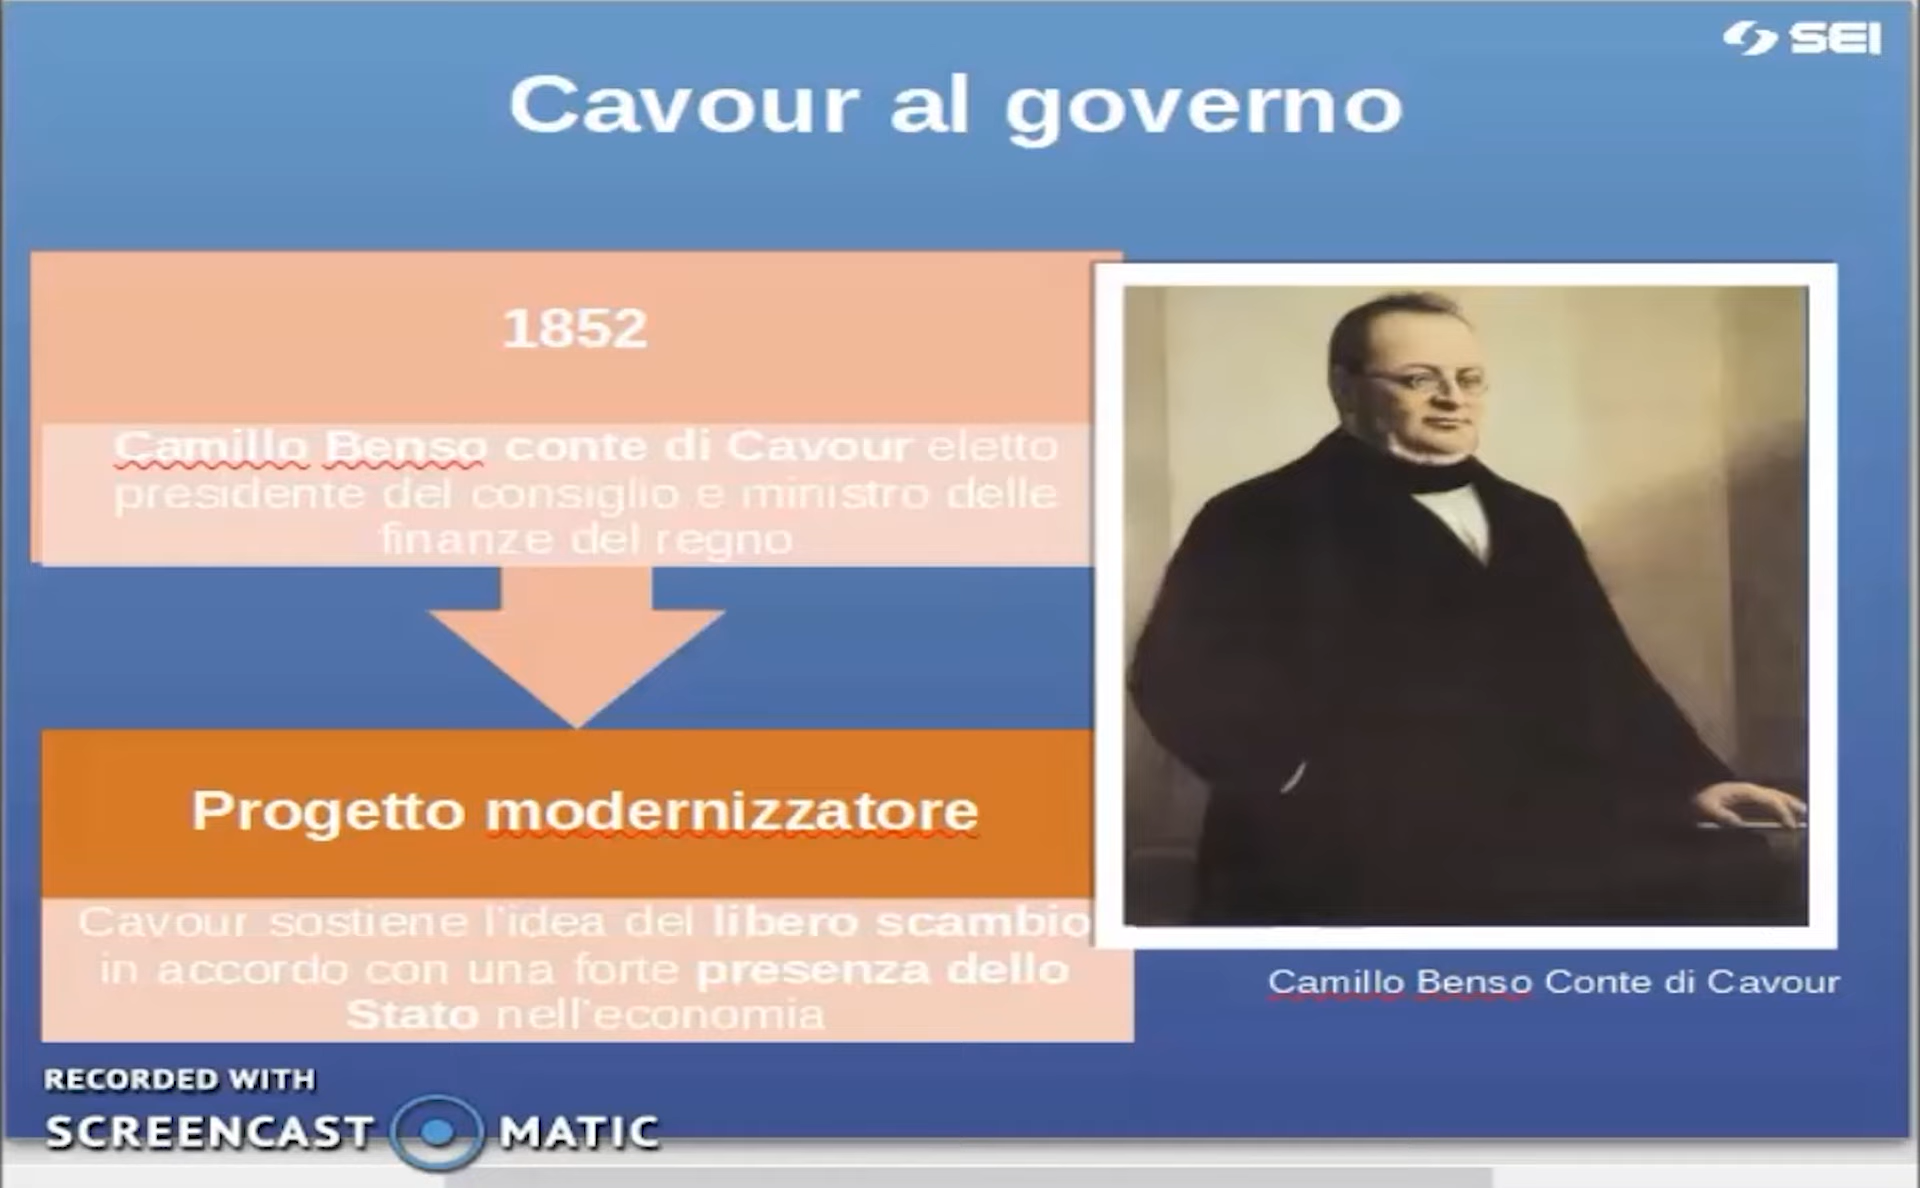 SEI
Cavour al governo
1852
Camillo Benso conte di Cavour eletto
presidente del consiglio e ministro delle
finanze del regno
Progetto modernizzatore
Cavour sostiene l'idea del libero scambio
in accordo con una forte presenza dello
Stato nell'economia
Camillo Benso Conte di Cavour
RECORDED WITH
SCREENCAST MATIC